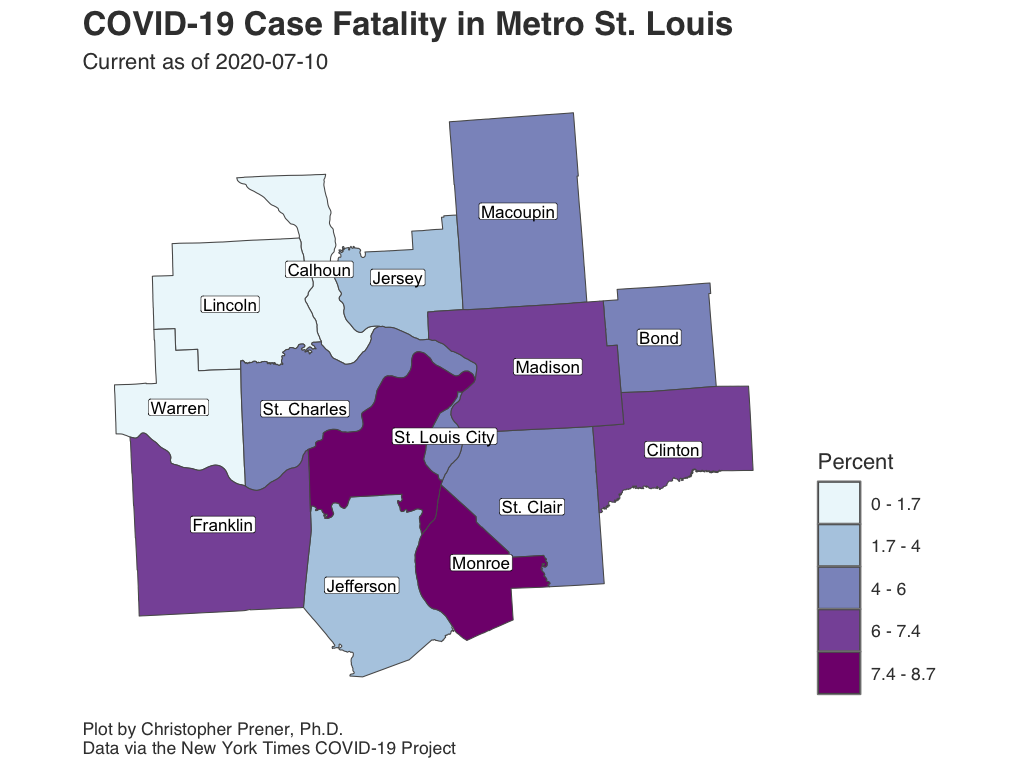 COVID-19 Case Fatality in Metro St. Louis
Current as of 2020-07-10
Macoupin
Calhoun
Jersey
Lincoln
Bond
Madison
Warren
St. Charles
St. Louis City
Clinton
St. Clair
Franklin
Monroe
Jefferson
Percent
0 - 1.7
1.7 - 4
4 - 6
6 - 7.4
7.4 - 8.7
Plot by Christopher Prener, Ph.D.
Data via the New York Times COVID-19 Project